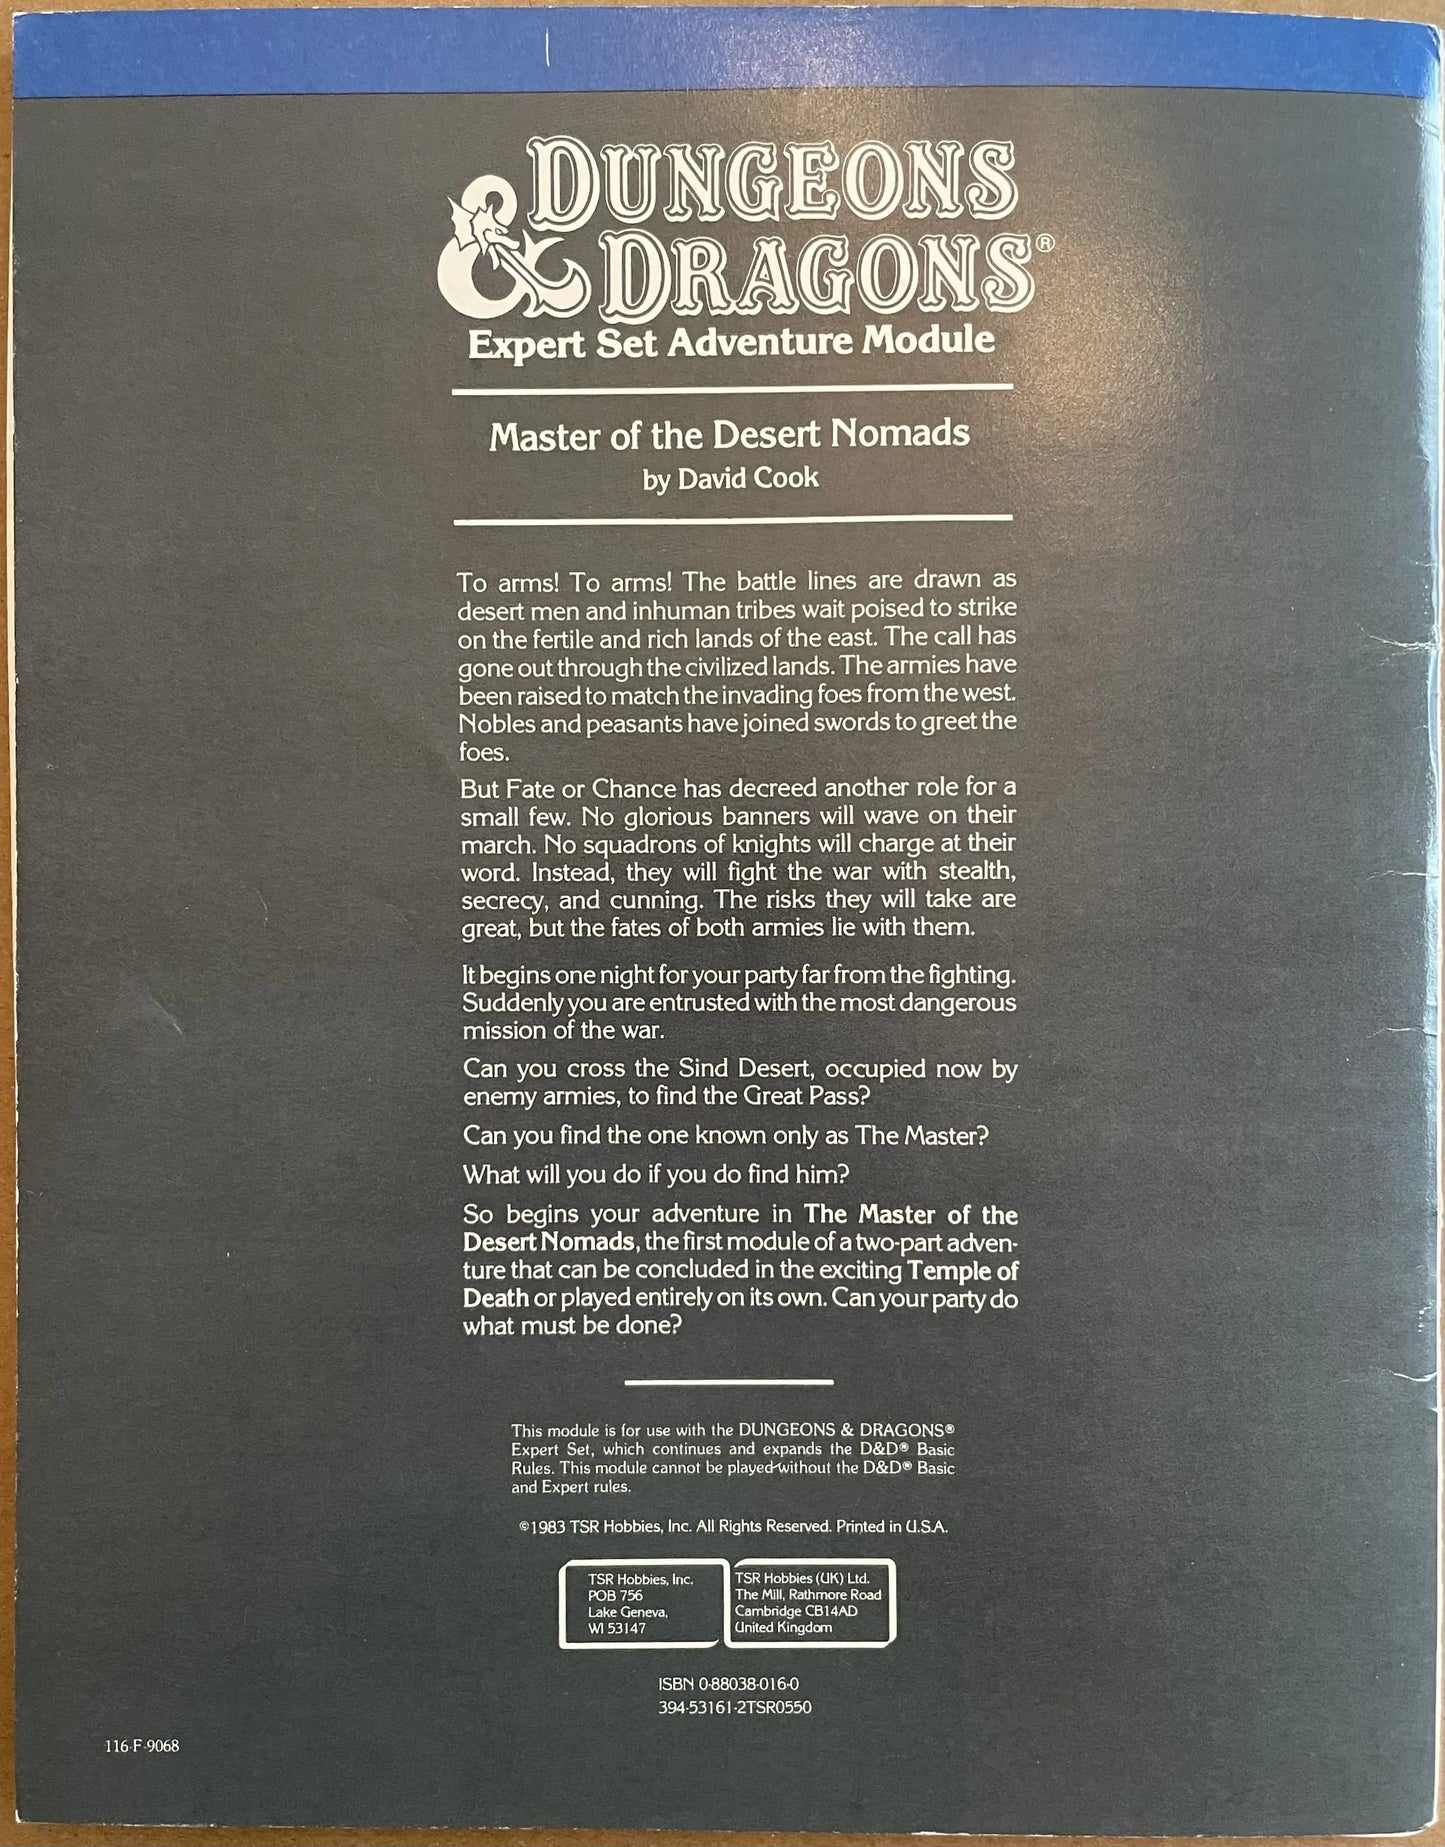 DUNGEONS
& DRAGONS®
Expert Set Adventure Module
Master of the Desert Nomads
by David Cook
To arms! To arms! The battle lines are drawn as
desert men and inhuman tribes wait poised to strike
on the fertile and rich lands of the east. The call has
gone out through the civilized lands. The armies have
been raised to match the invading foes from the west.
Nobles and peasants have joined swords to greet the
foes.
But Fate or Chance has decreed another role for a
small few. No glorious banners will wave on their
march. No squadrons of knights will charge at their
word. Instead, they will fight the war with stealth,
secrecy, and cunning. The risks they will take are
great, but the fates of both armies lie with them.
It begins one night for your party far from the fighting.
Suddenly you are entrusted with the most dangerous
mission of the war.
Can you cross the Sind Desert, occupied now by
enemy armies, to find the Great Pass?
Can you find the one known only as The Master?
What will you do if you do find him?
So begins your adventure in The Master of the
Desert Nomads, the first module of a two-part adven-
ture that can be concluded in the exciting Temple of
Death or played entirely on its own. Can your party do
what must be done?
This module is for use with the DUNGEONS & DRAGONS®
Expert Set, which continues and expands the D&D® Basic
Rules. This module cannot be played without the D&D® Basic
and Expert rules.
©1983 TSR Hobbies, Inc. All Rights Reserved. Printed in U.S.A.
TSR Hobbies, Inc.
POB 756
Lake Geneva,
WI 53147
TSR Hobbies (UK) Ltd.
The Mill, Rathmore Road
Cambridge CB14AD
United Kingdom
ISBN 0-88038-016-0
394-53161-2TSR0550
116-F-9068